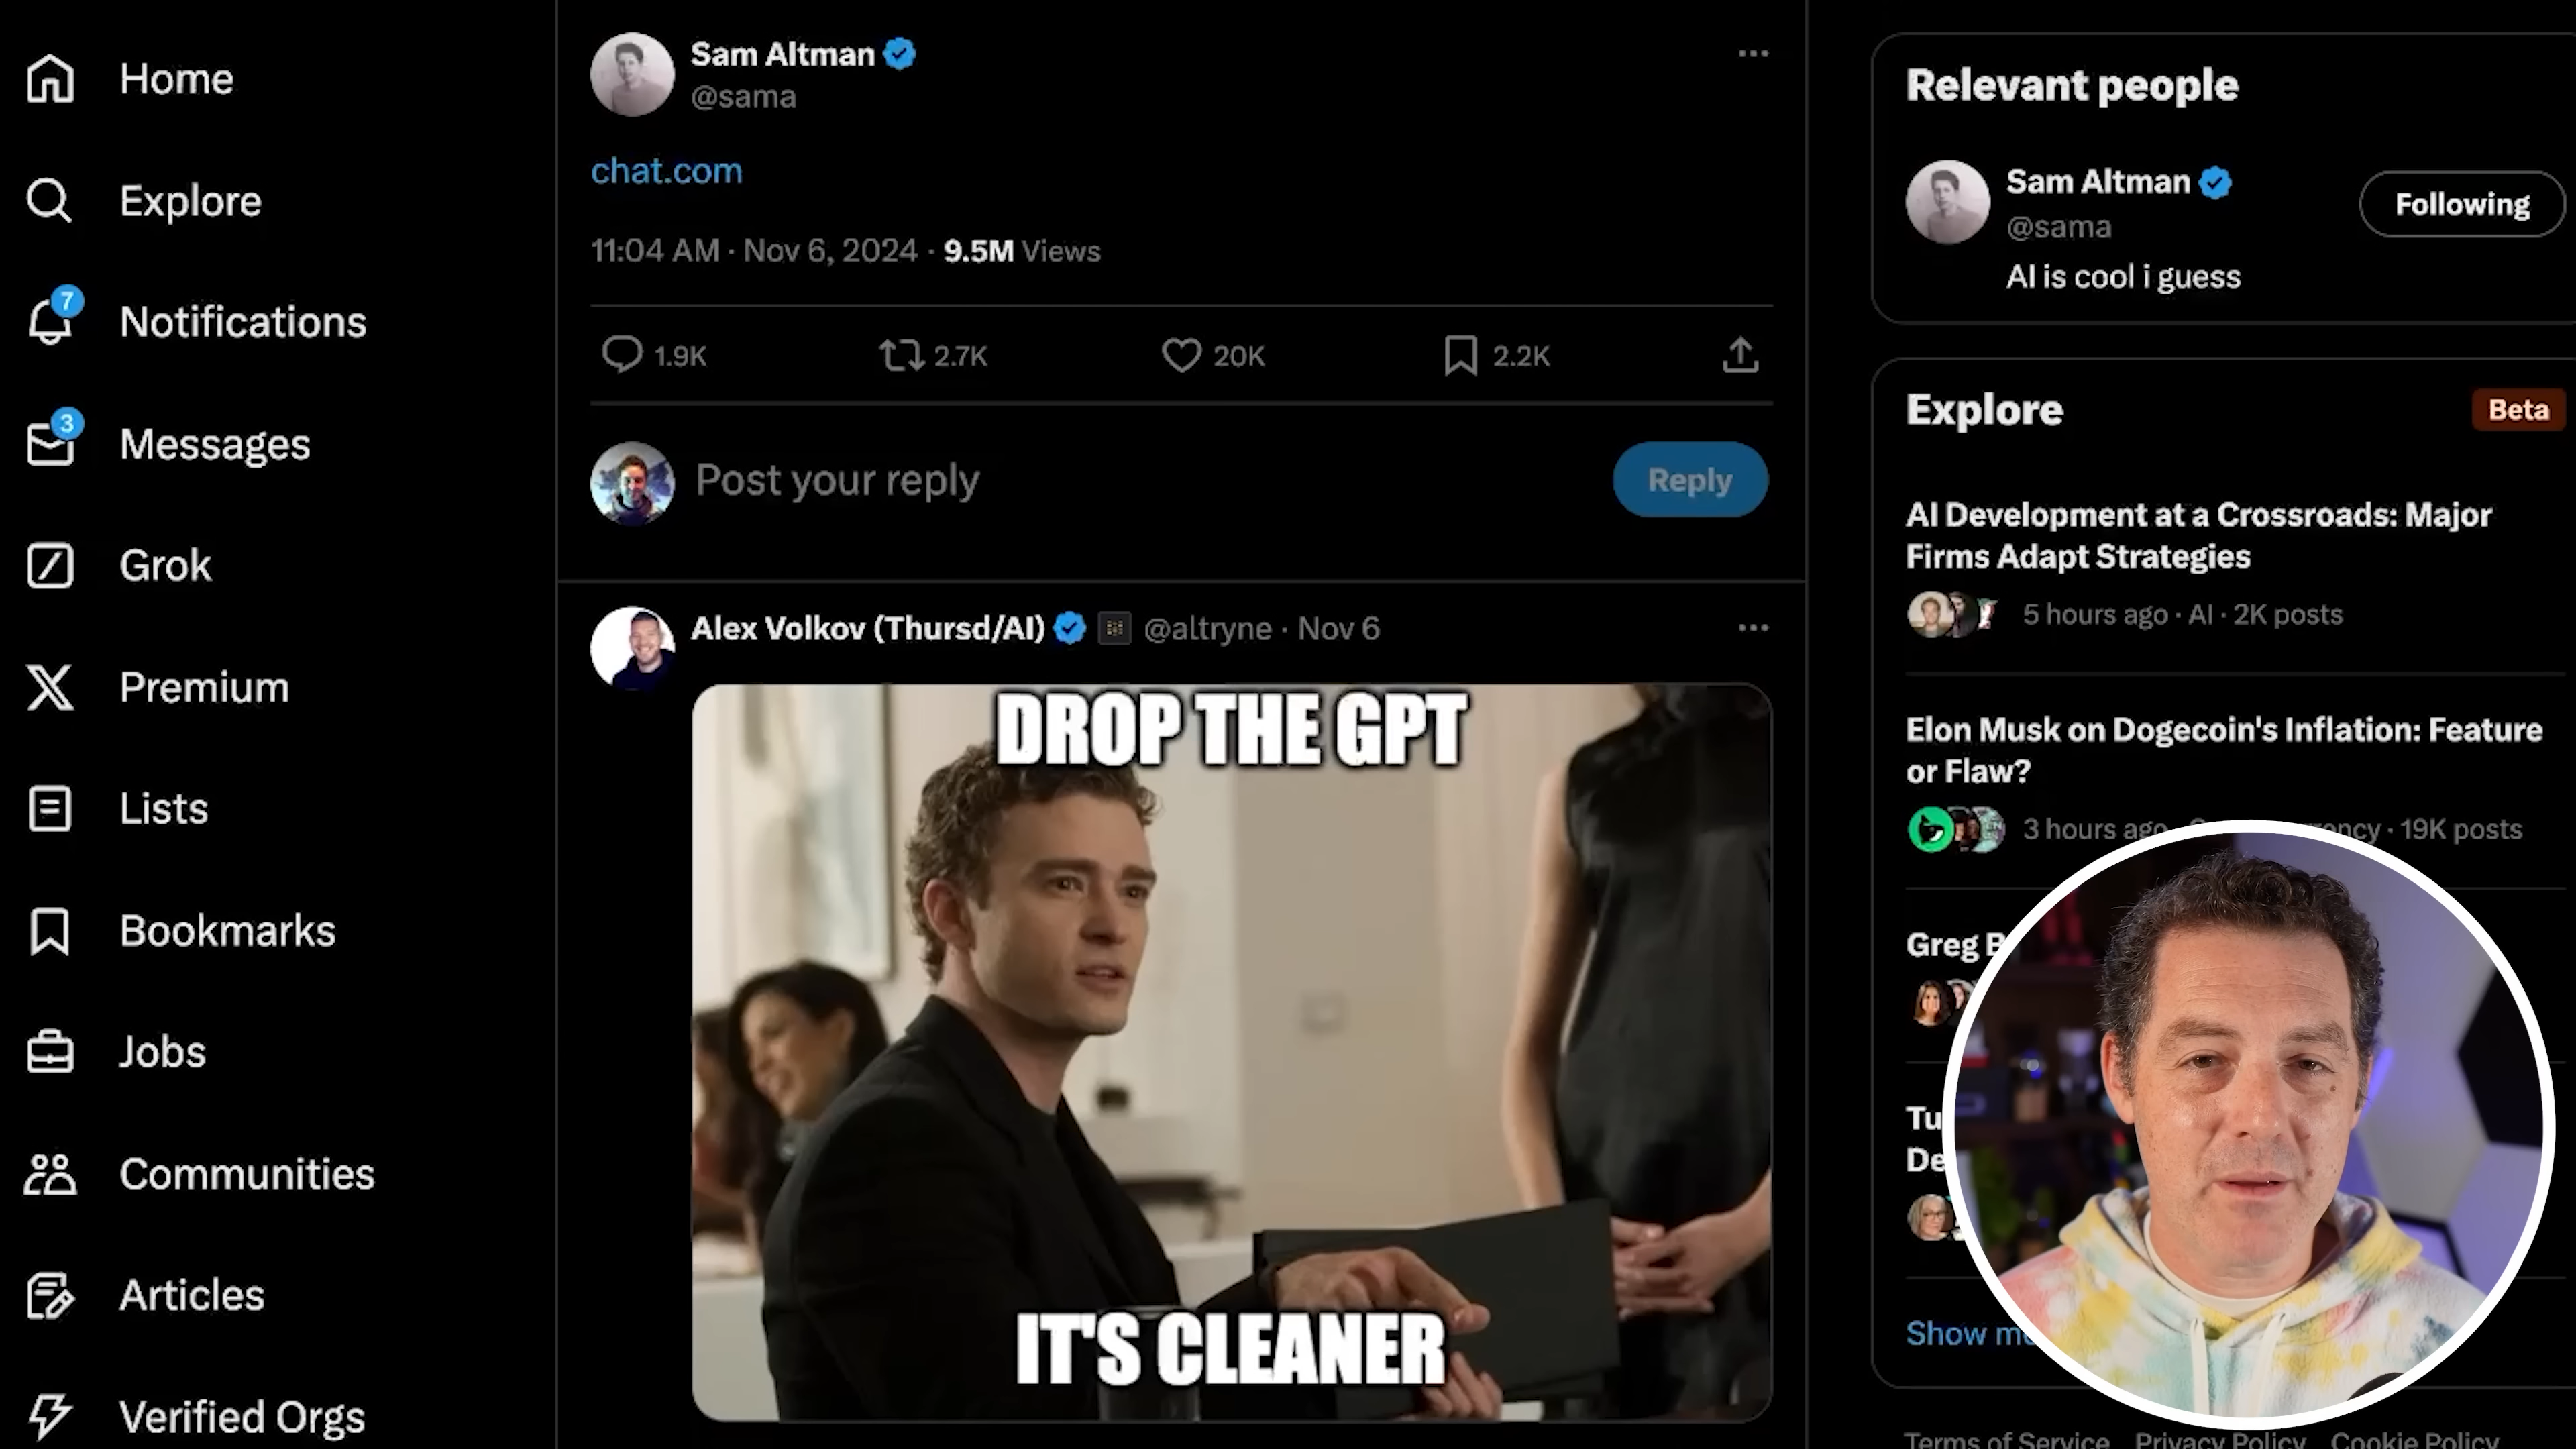 Home
Explore
7
Notifications
3
Messages
Grok
Premium
Lists
Bookmarks
Jobs
Communities
Articles
Verified Orgs
Sam Altman
@sama
chat.com
11:04 AM · Nov 6, 2024 · 9.5M Views
1.9K 2.7K 20K 2.2K
Post your reply
Reply
Alex Volkov (Thursd/AI) @altryne · Nov 6
DROP THE GPT
IT'S CLEANER
Relevant people
Sam Altman
@sama
Following
AI is cool i guess
Explore
Beta
AI Development at a Crossroads: Major
Firms Adapt Strategies
5 hours ago · AI · 2K posts
Elon Musk on Dogecoin's Inflation: Feature
or Flaw?
3 hours ago · 19K posts
Greg
Show
Terms of Service Privacy Policy Cookie Policy